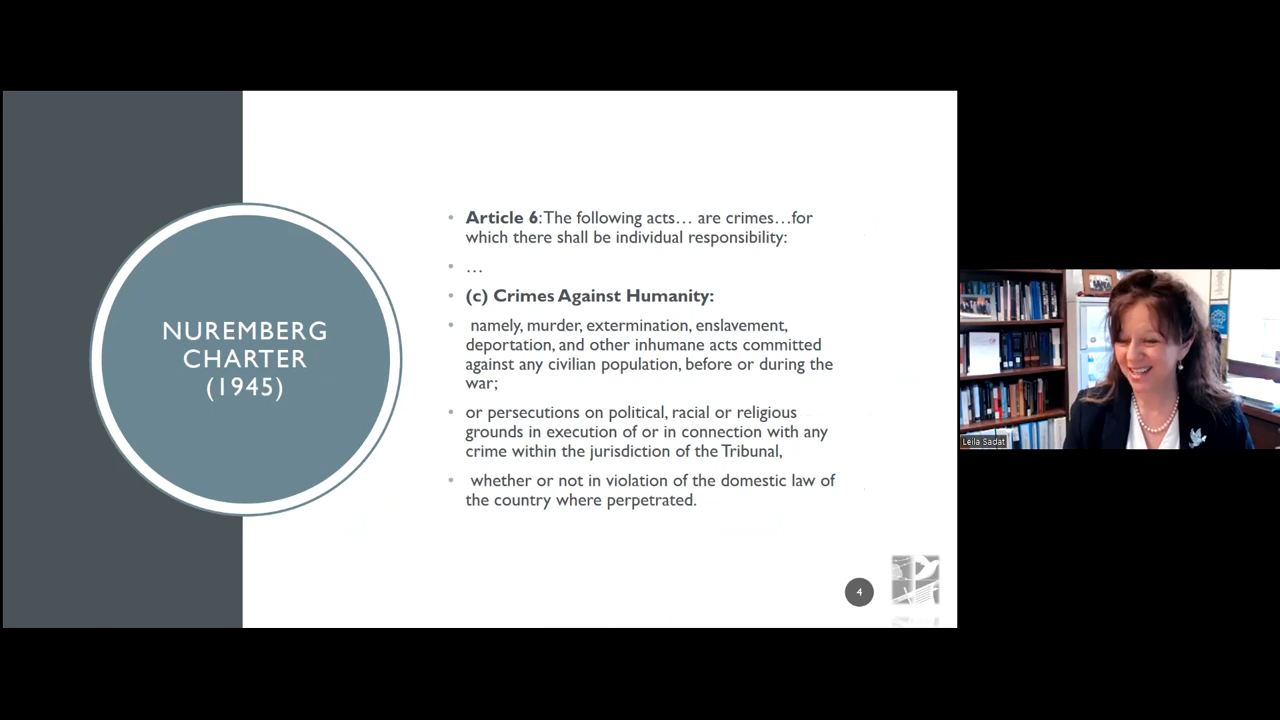 NUREMBERG
CHARTER
(1945)
Article 6: The following acts… are crimes…for
which there shall be individual responsibility:
…
(c) Crimes Against Humanity:
namely, murder, extermination, enslavement,
deportation, and other inhumane acts committed
against any civilian population, before or during the
war;
or persecutions on political, racial or religious
grounds in execution of or in connection with any
crime within the jurisdiction of the Tribunal,
whether or not in violation of the domestic law of
the country where perpetrated.
4
Leila Sadat